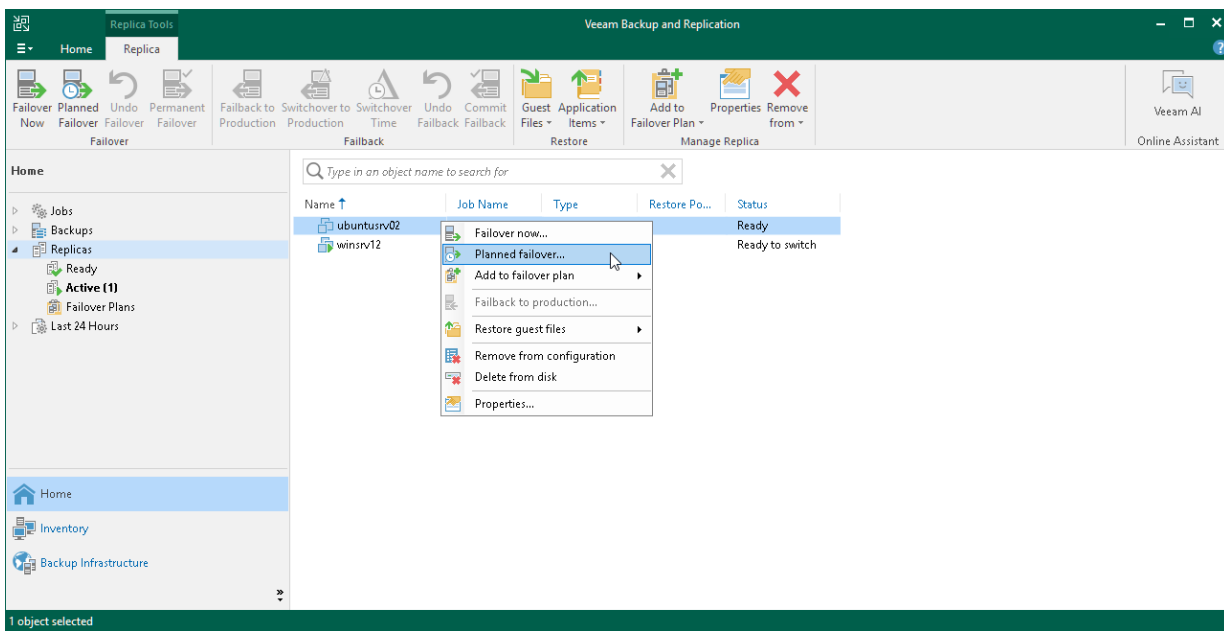 Replica Tools
Veeam Backup and Replication
Home
Replica
Failover Now
Planned Failover
Undo Failover
Permanent Failover
Failback to Production
Switchover to Production
Switchover Time
Undo Failback
Commit Failback
Guest Files
Application Items
Add to Failover Plan
Properties
Remove from
Veeam AI
Failover
Failback
Restore
Manage Replica
Online Assistant
Home
Type in an object name to search for
Jobs
Backups
Replicas
Ready
Active (1)
Failover Plans
Last 24 Hours
Name
Job Name
Type
Restore Po...
Status
ubuntusrv02
Ready
winsrv12
Ready to switch
Failover now...
Planned failover...
Add to failover plan
Failback to production...
Restore guest files
Remove from configuration
Delete from disk
Properties...
Home
Inventory
Backup Infrastructure
1 object selected